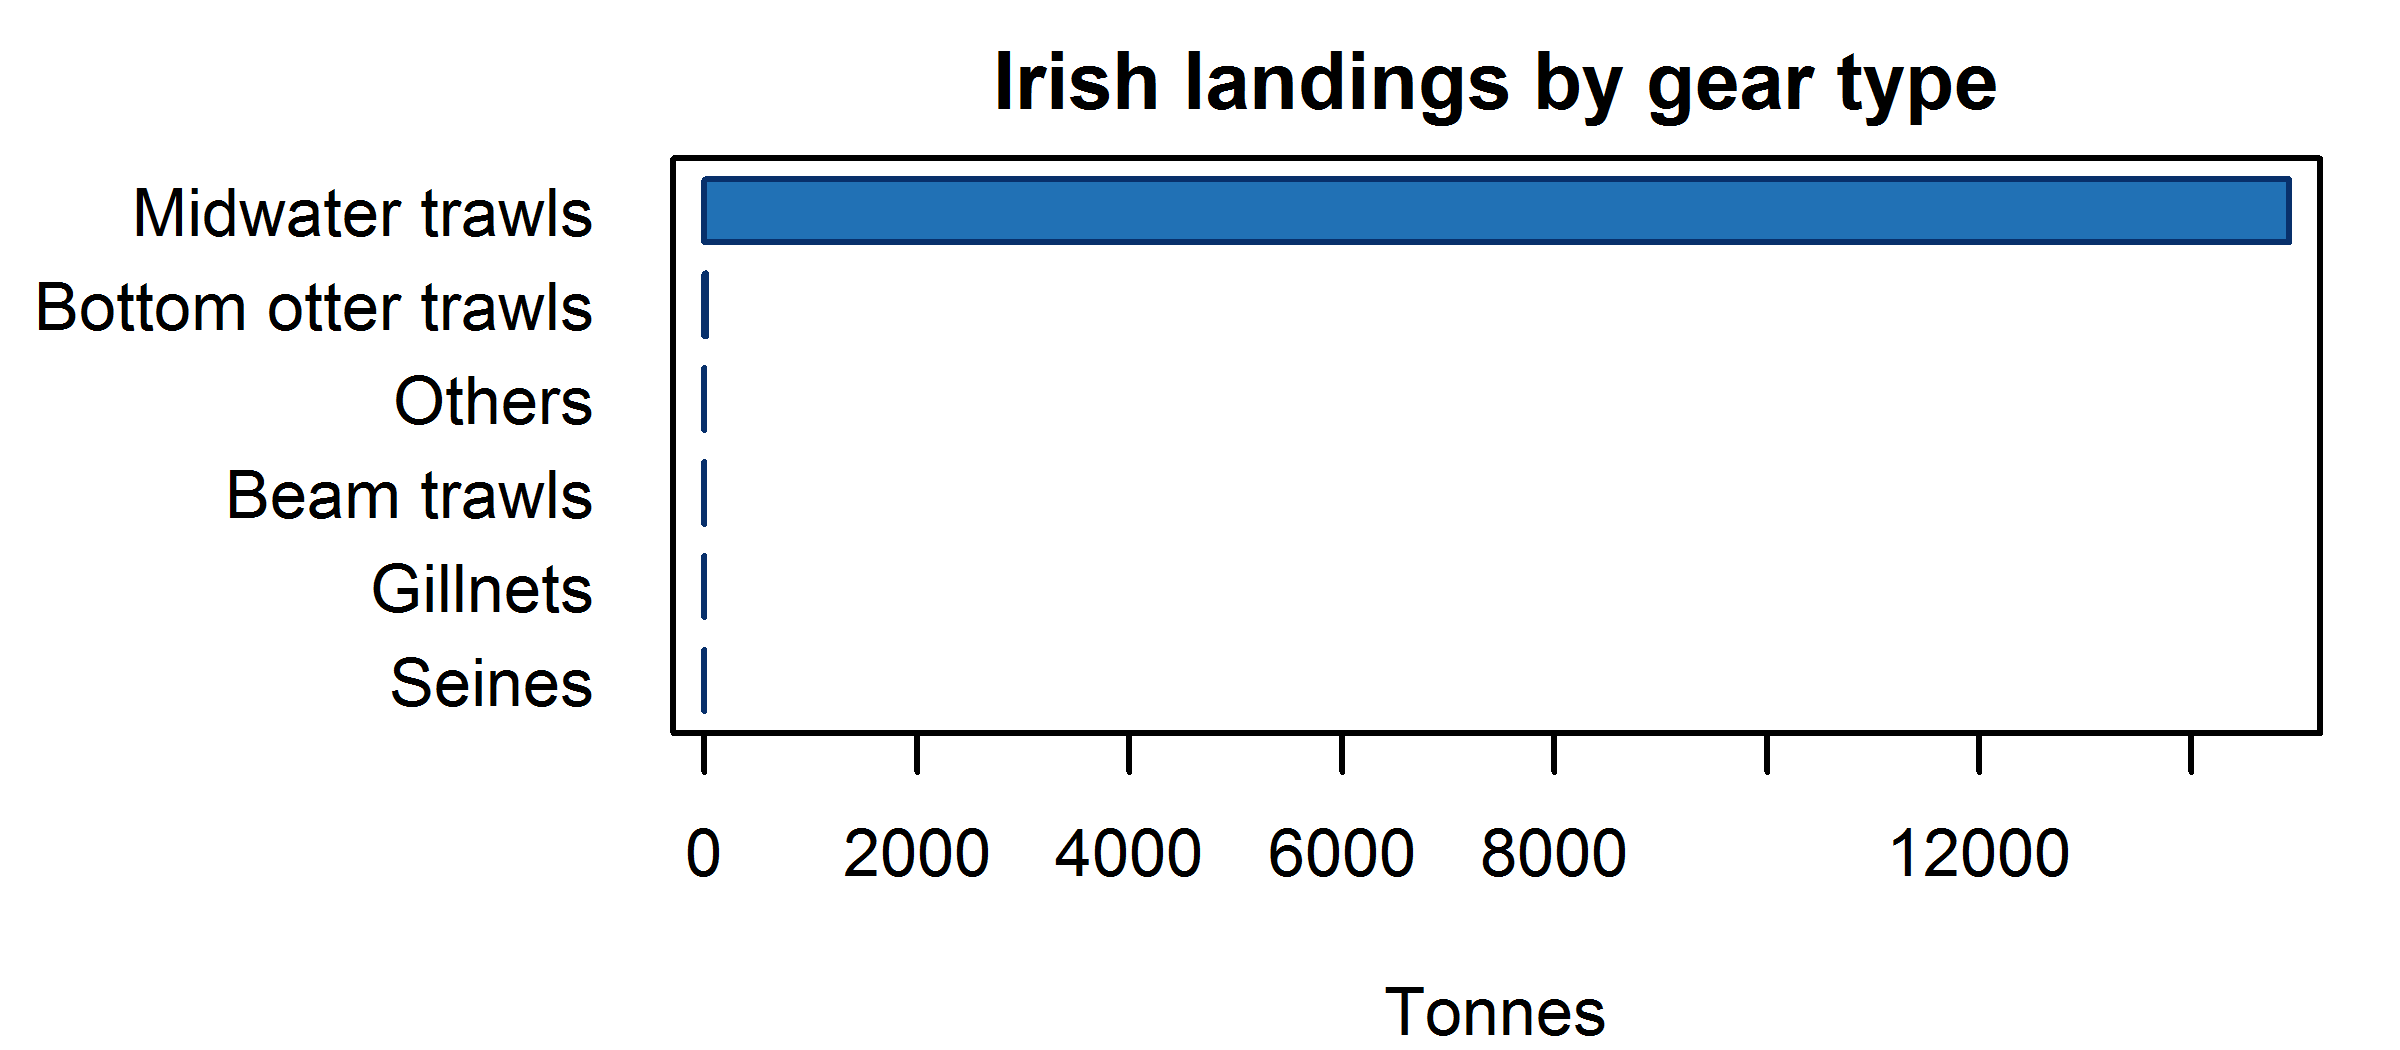 Irish landings by gear type
Midwater trawls
Bottom otter trawls
Others
Beam trawls
Gillnets
Seines
0 2000 4000 6000 8000 12000
Tonnes